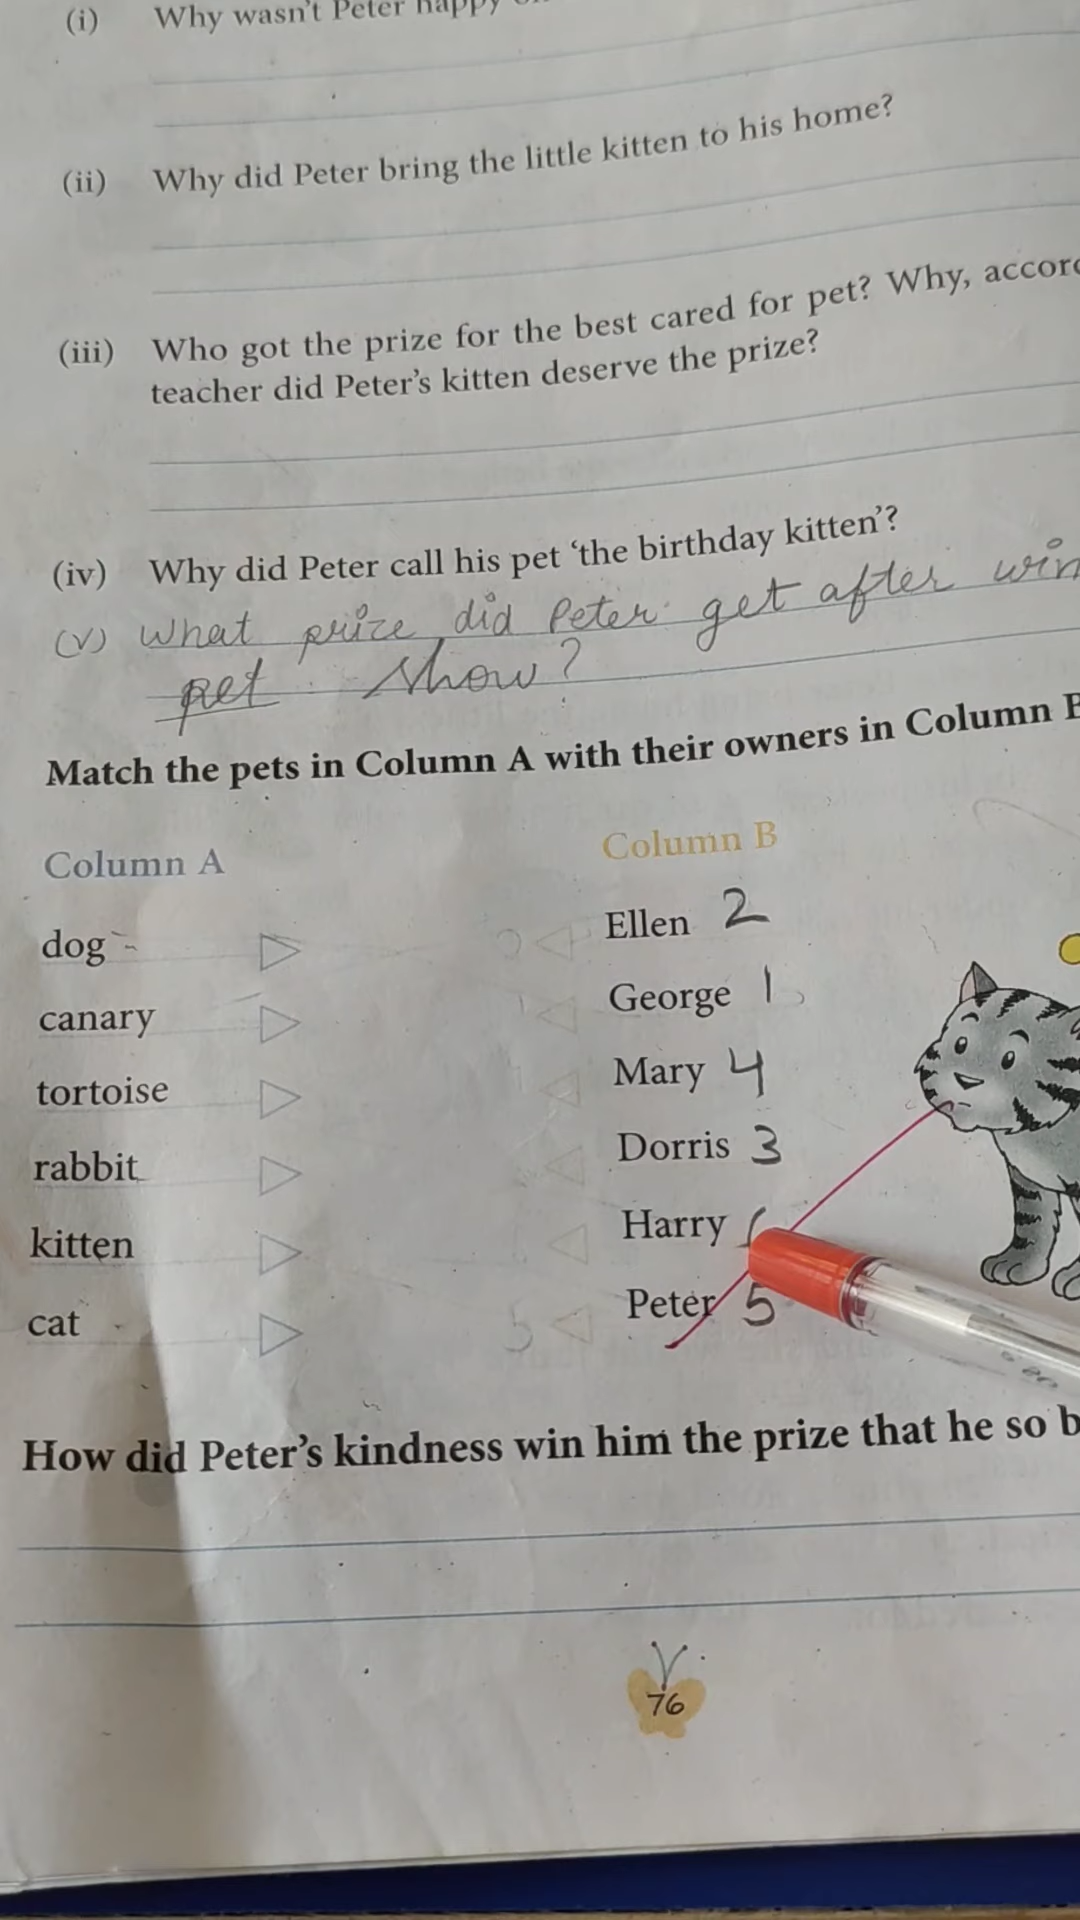 (i) Why wasn't Peter happy
(ii) Why did Peter bring the little kitten to his home?
(iii) Who got the prize for the best cared for pet? Why,
teacher did Peter's kitten deserve the prize?
(iv) Why did Peter call his pet 'the birthday kitten'?
(v) What prize did Peter get after
pet show?
Match the pets in Column A with their owners in Column B
Column A
Column B
dog
Ellen 2
canary
George 1
tortoise
Mary 4
rabbit
Dorris 3
kitten
Harry
cat
Peter 5
5
How did Peter's kindness win him the prize that he so
76